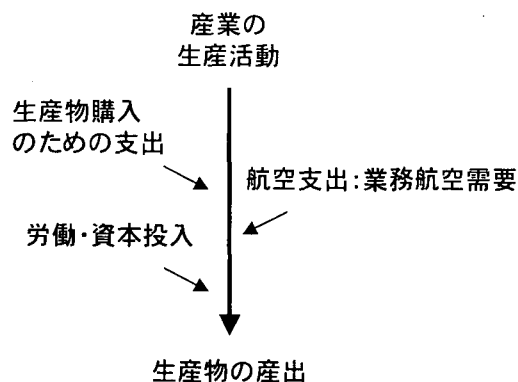 産業の
生産活動
生産物購入
のための支出
航空支出：業務航空需要
労働・資本投入
生産物の産出